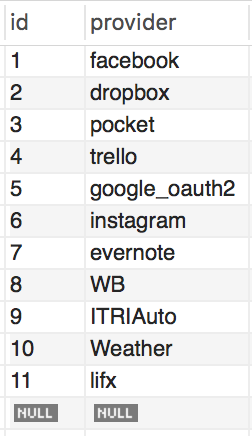 id provider
1 facebook
2 dropbox
3 pocket
4 trello
5 google_oauth2
6 instagram
7 evernote
8 WB
9 ITRIAuto
10 Weather
11 lifx
NULL NULL